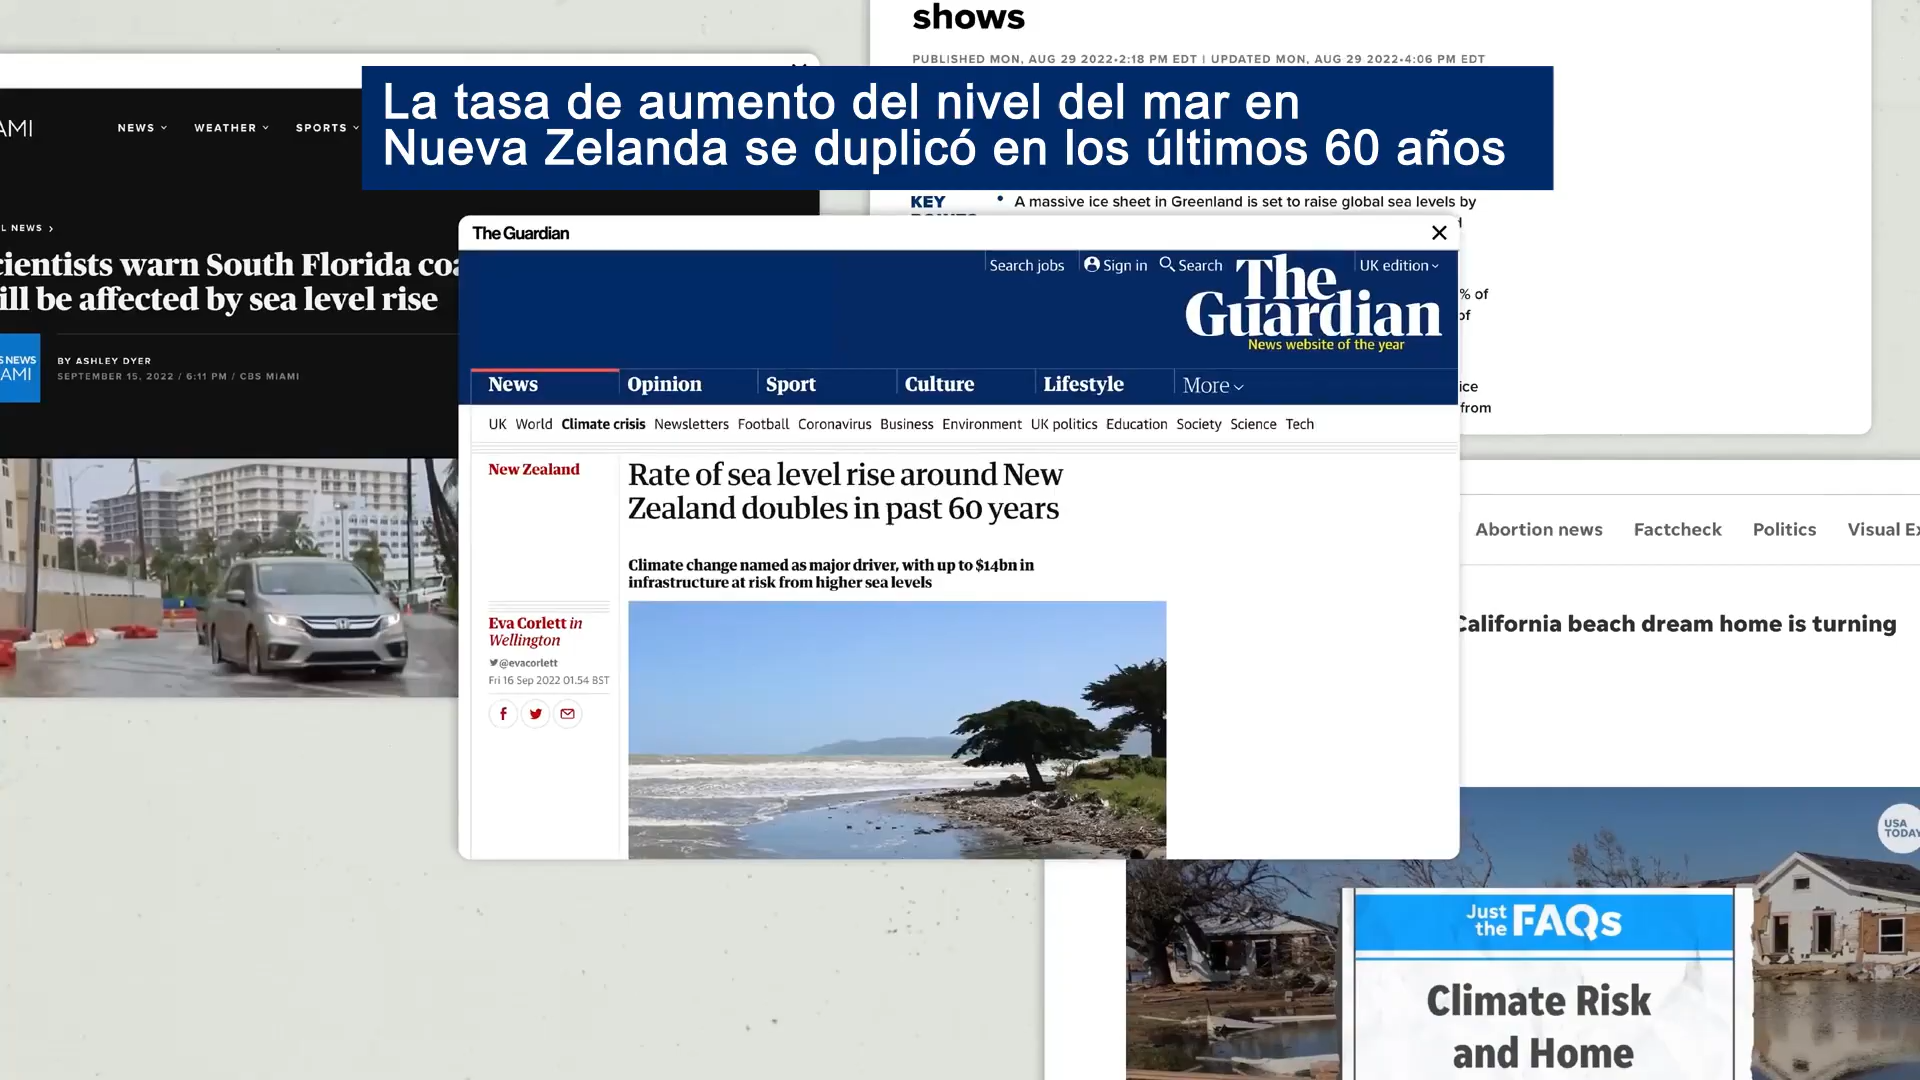 shows
PUBLISHED MON, AUG 29 2022•2:18 PM EDT | UPDATED MON, AUG 29 2022•4:06 PM EDT
La tasa de aumento del nivel del mar en
Nueva Zelanda se duplicó en los últimos 60 años
AMI
NEWS WEATHER SPORTS
L NEWS
cientists warn South Florida coa
ill be affected by sea level rise
S NEWS
AMI
BY ASHLEY DYER
SEPTEMBER 15, 2022 / 6:11 PM / CBS MIAMI
KEY
• A massive ice sheet in Greenland is set to raise global sea levels by
% of
of
ice
from
The Guardian
Search jobs Sign in Search UK edition
The
Guardian
News website of the year
News Opinion Sport Culture Lifestyle More
UK World Climate crisis Newsletters Football Coronavirus Business Environment UK politics Education Society Science Tech
New Zealand
Rate of sea level rise around New
Zealand doubles in past 60 years
Climate change named as major driver, with up to $14bn in
infrastructure at risk from higher sea levels
Eva Corlett in
Wellington
@evacorlett
Fri 16 Sep 2022 01.54 BST
Abortion news Factcheck Politics Visual Ex
California beach dream home is turning
USA
TODAY
Just
the FAQs
Climate Risk
and Home